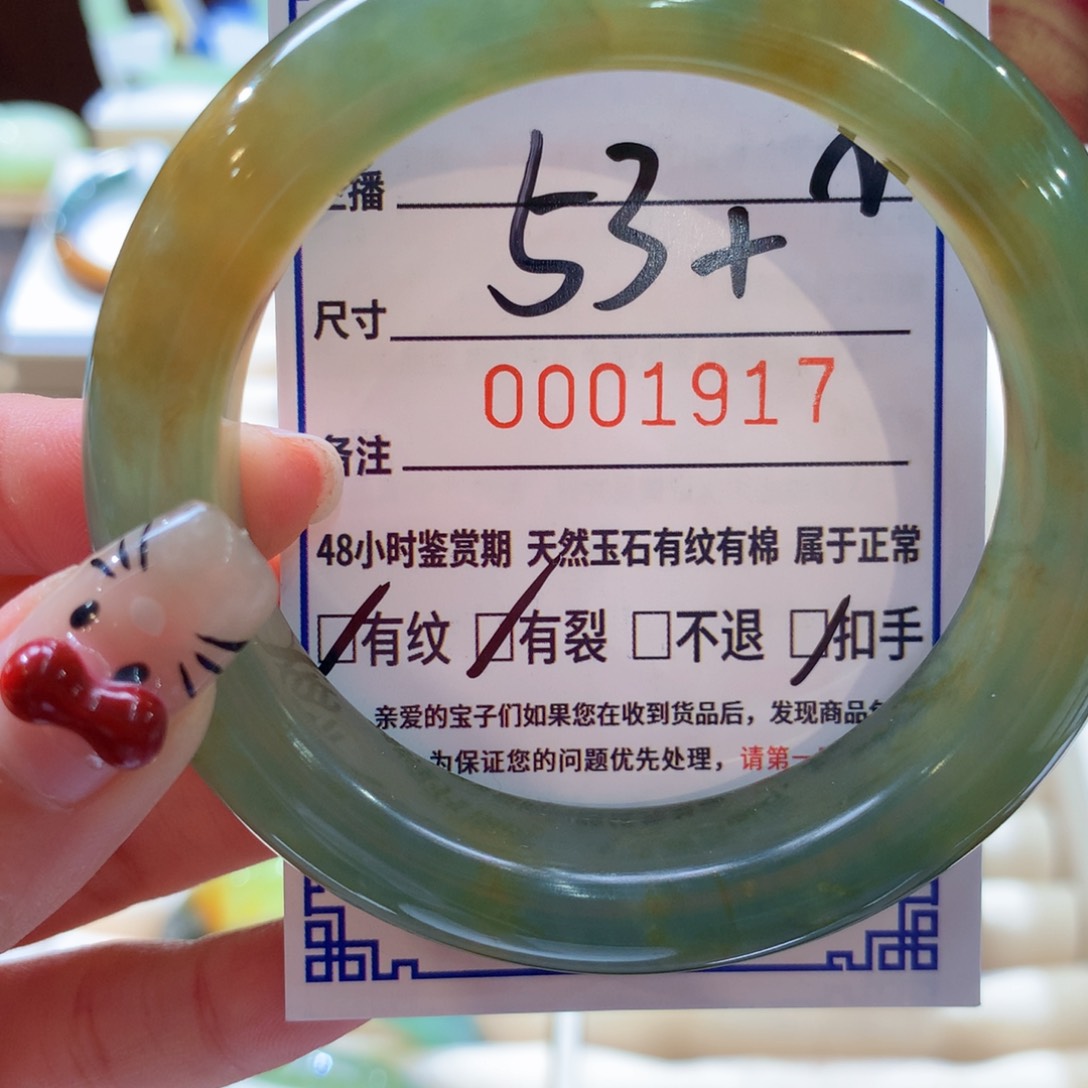 播
53+
尺寸
0001917
备注
48小时鉴赏期 天然玉石有纹有棉 属于正常
□有纹 □有裂 □不退 □扣手
亲爱的宝子们如果您在收到货品后，发现商品
为保证您的问题优先处理，请第一